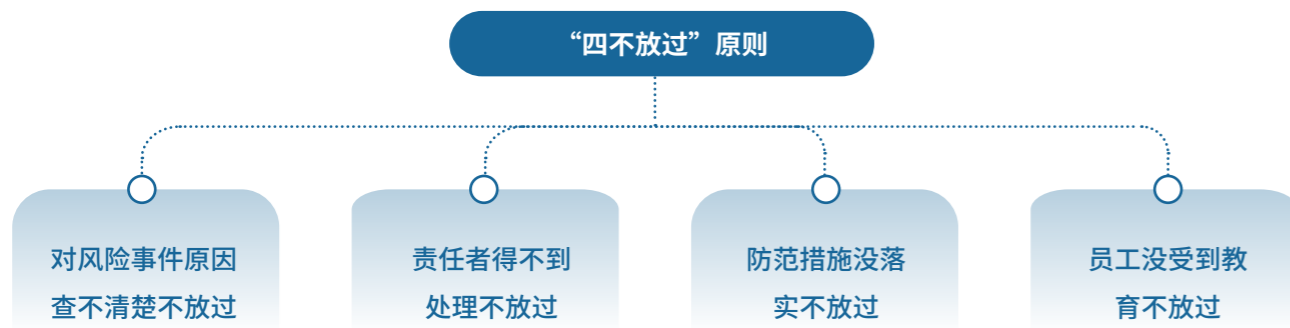 “四不放过”原则
对风险事件原因
查不清楚不放过
责任者得不到
处理不放过
防范措施没落
实不放过
员工没受到教
育不放过